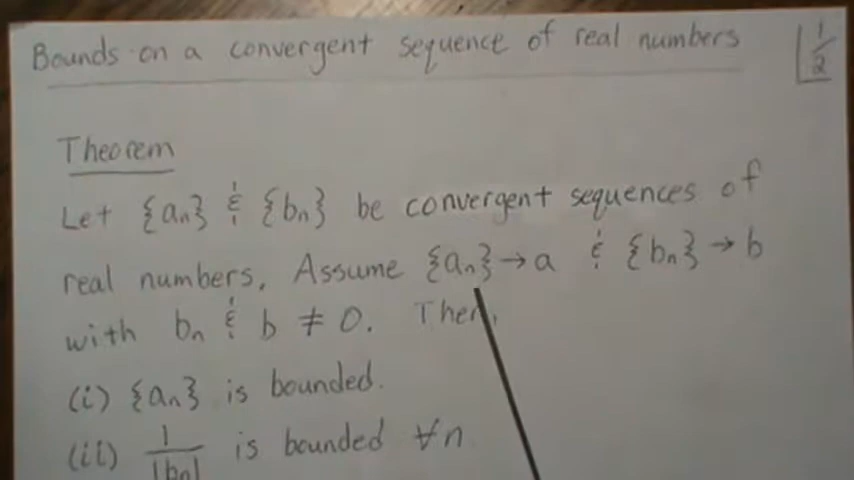 Bounds on a convergent sequence of real numbers
1/2
Theorem
Let {aₙ} & {bₙ} be convergent sequences of
real numbers. Assume {aₙ} → a & {bₙ} → b
with bₙ & b ≠ 0. Then,
(i) {aₙ} is bounded.
(ii) 1/|bₙ| is bounded ∀n